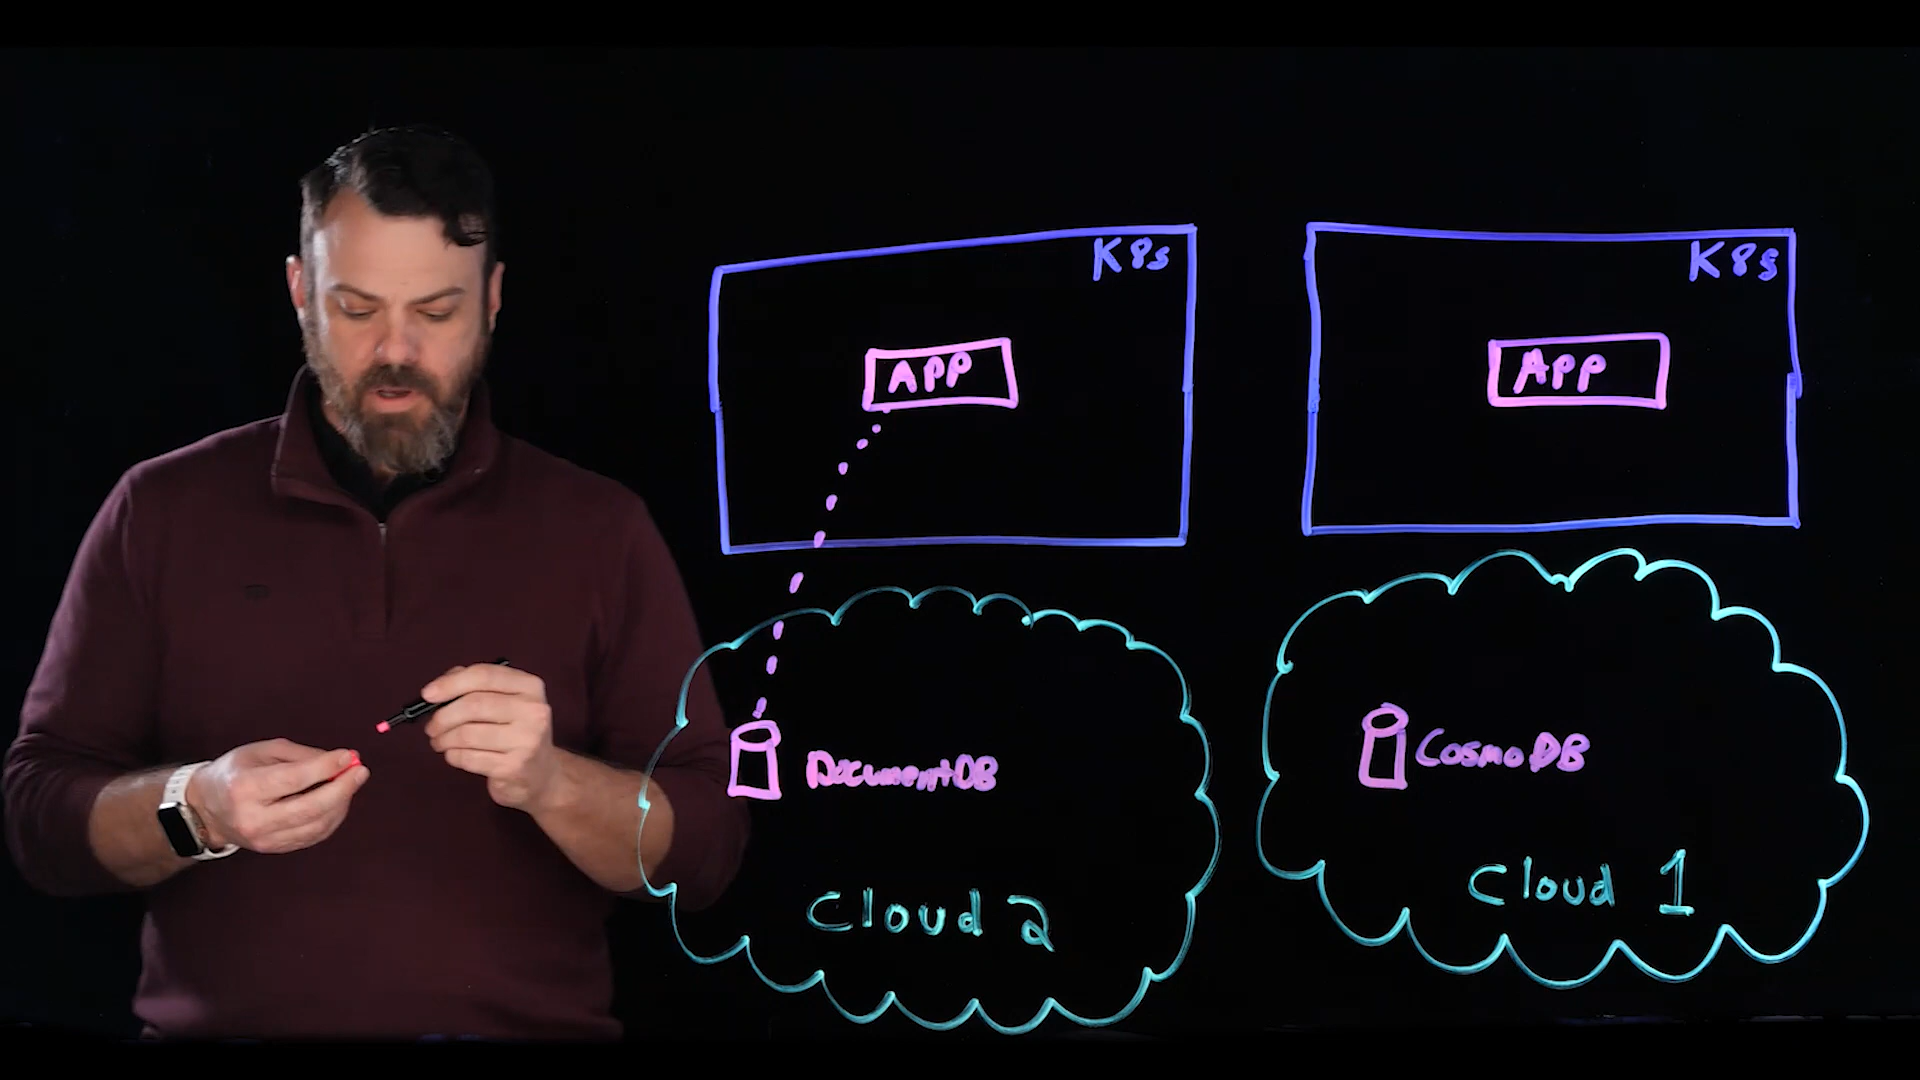 K8s
APP
DocumentDB
Cloud 2
K8s
APP
CosmoDB
Cloud 1